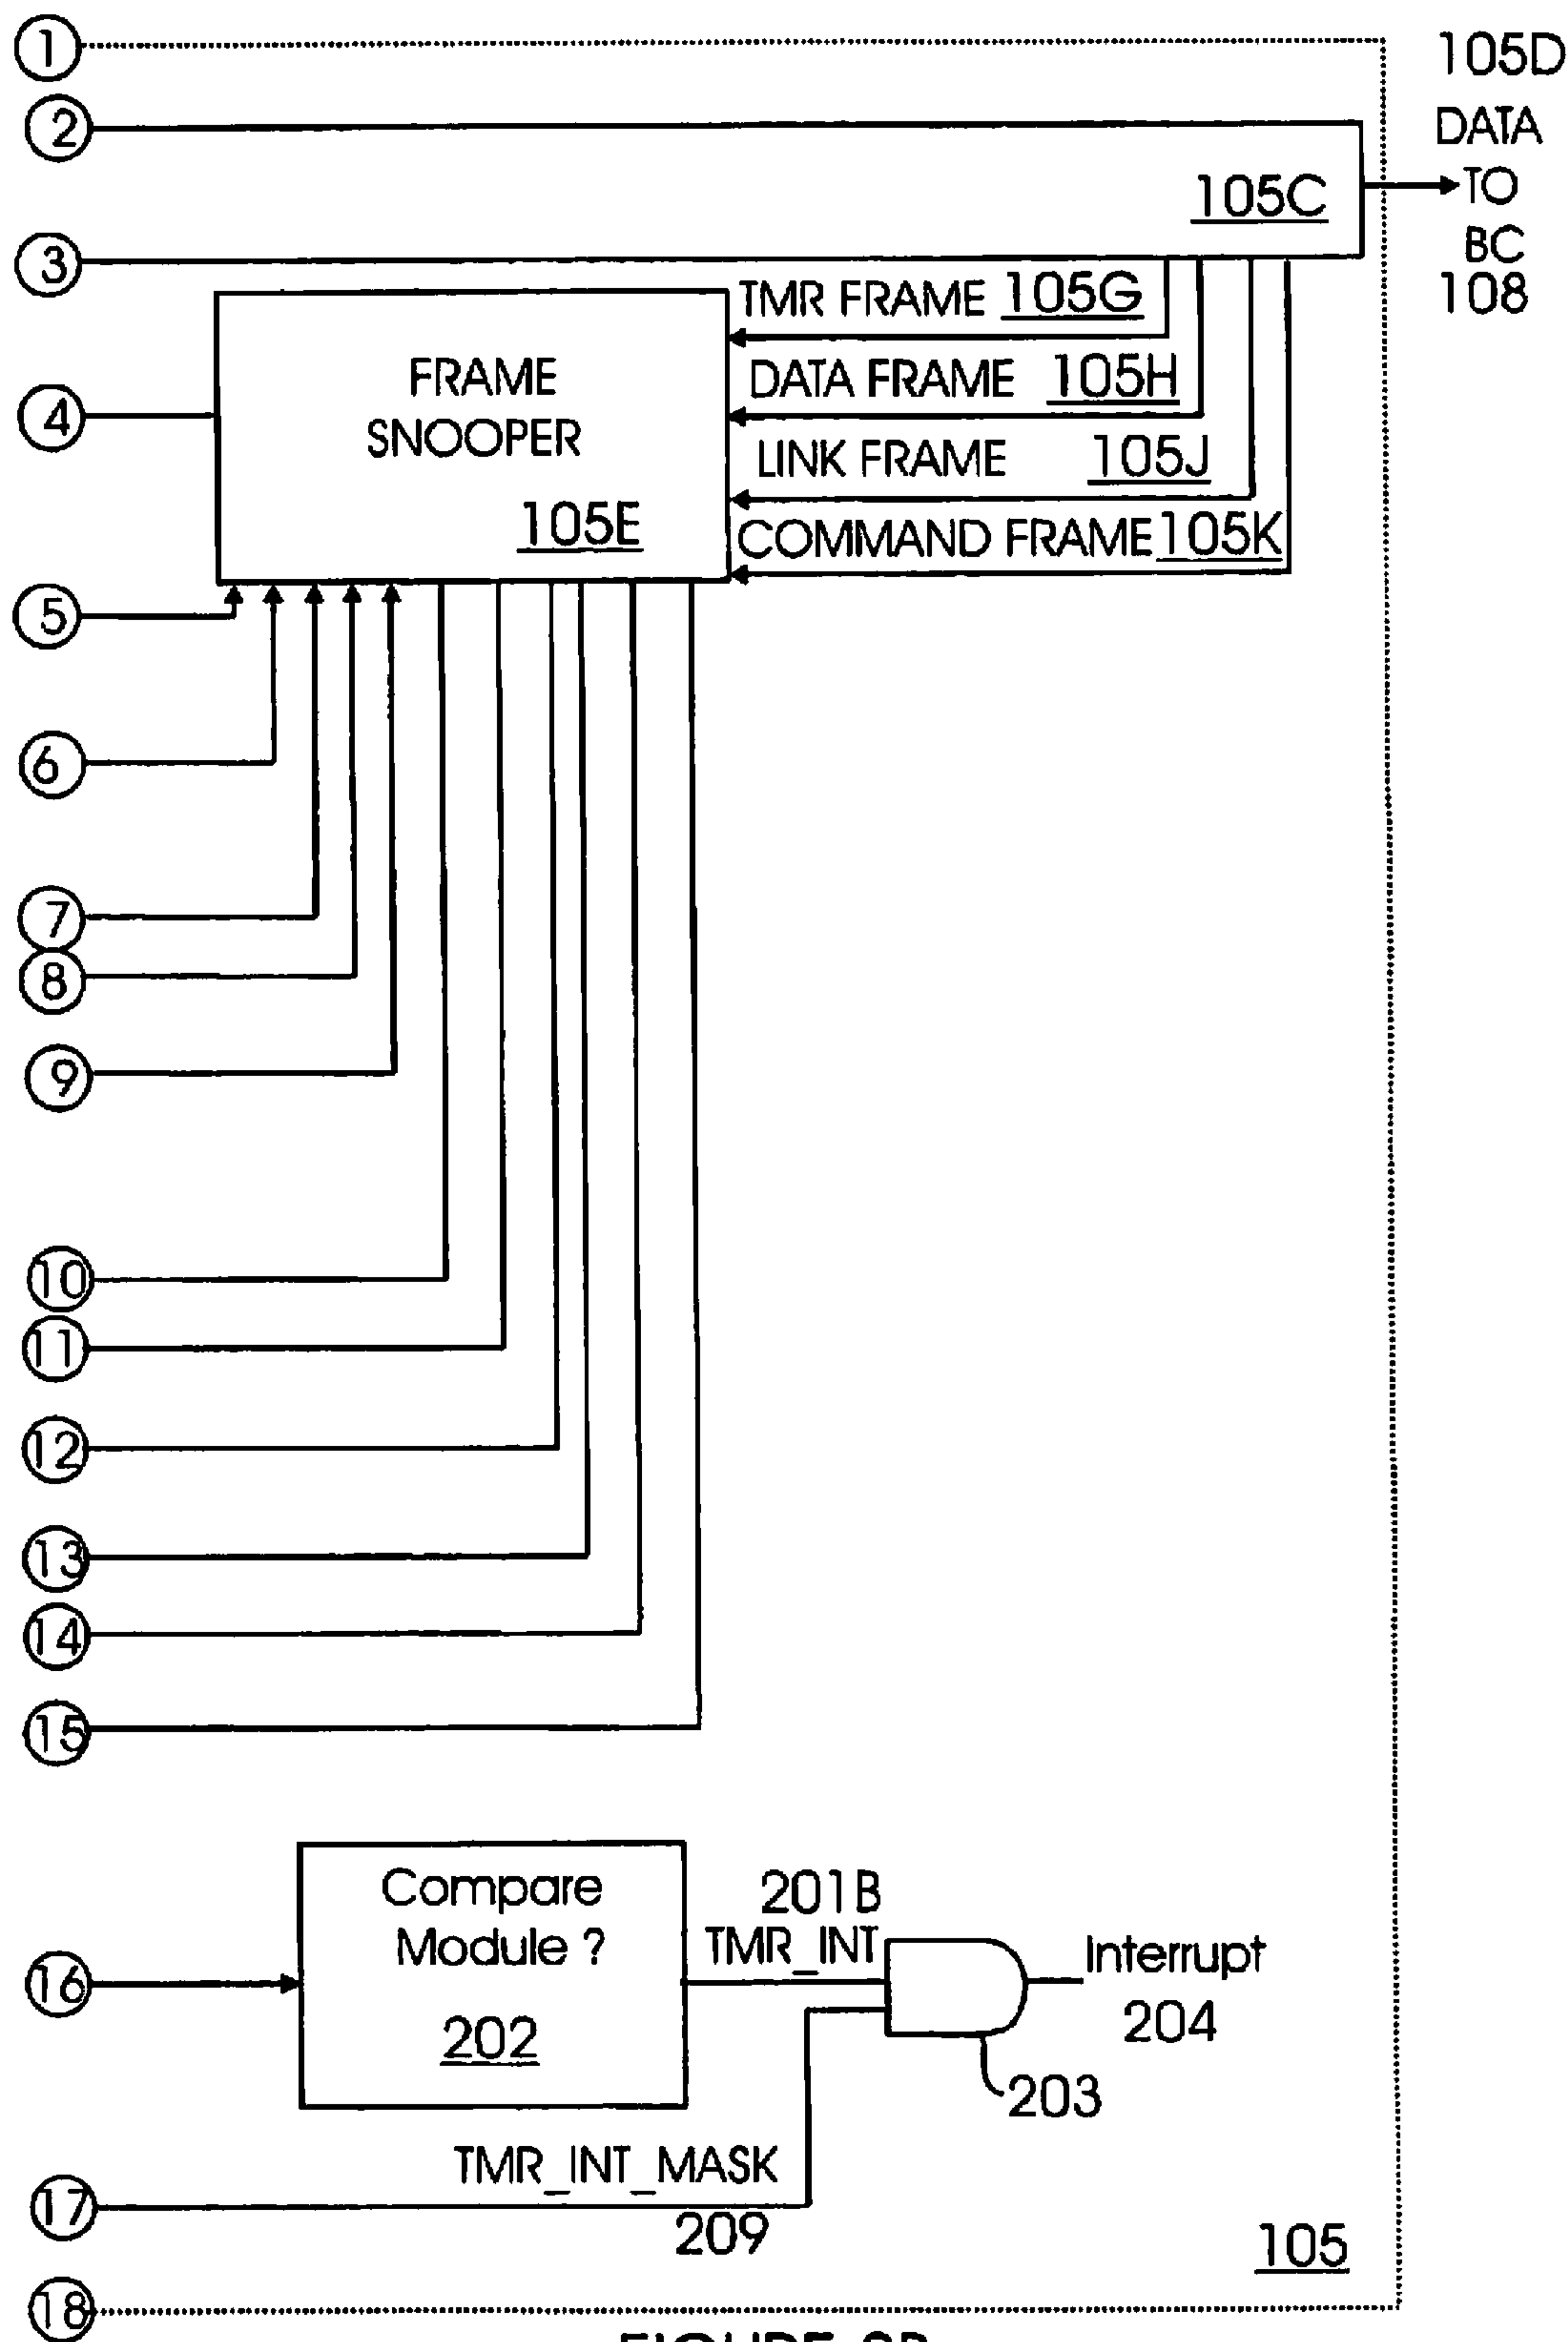 1
105D
DATA
TO
BC
108
2
105C
3
TMR FRAME 105G
DATA FRAME 105H
LINK FRAME 105J
COMMAND FRAME 105K
FRAME
SNOOPER
105E
4
5
6
7
8
9
10
11
12
13
14
15
Compare
Module ?
202
201B
TMR_INT
Interrupt
204
203
16
TMR_INT_MASK
209
17
105
18